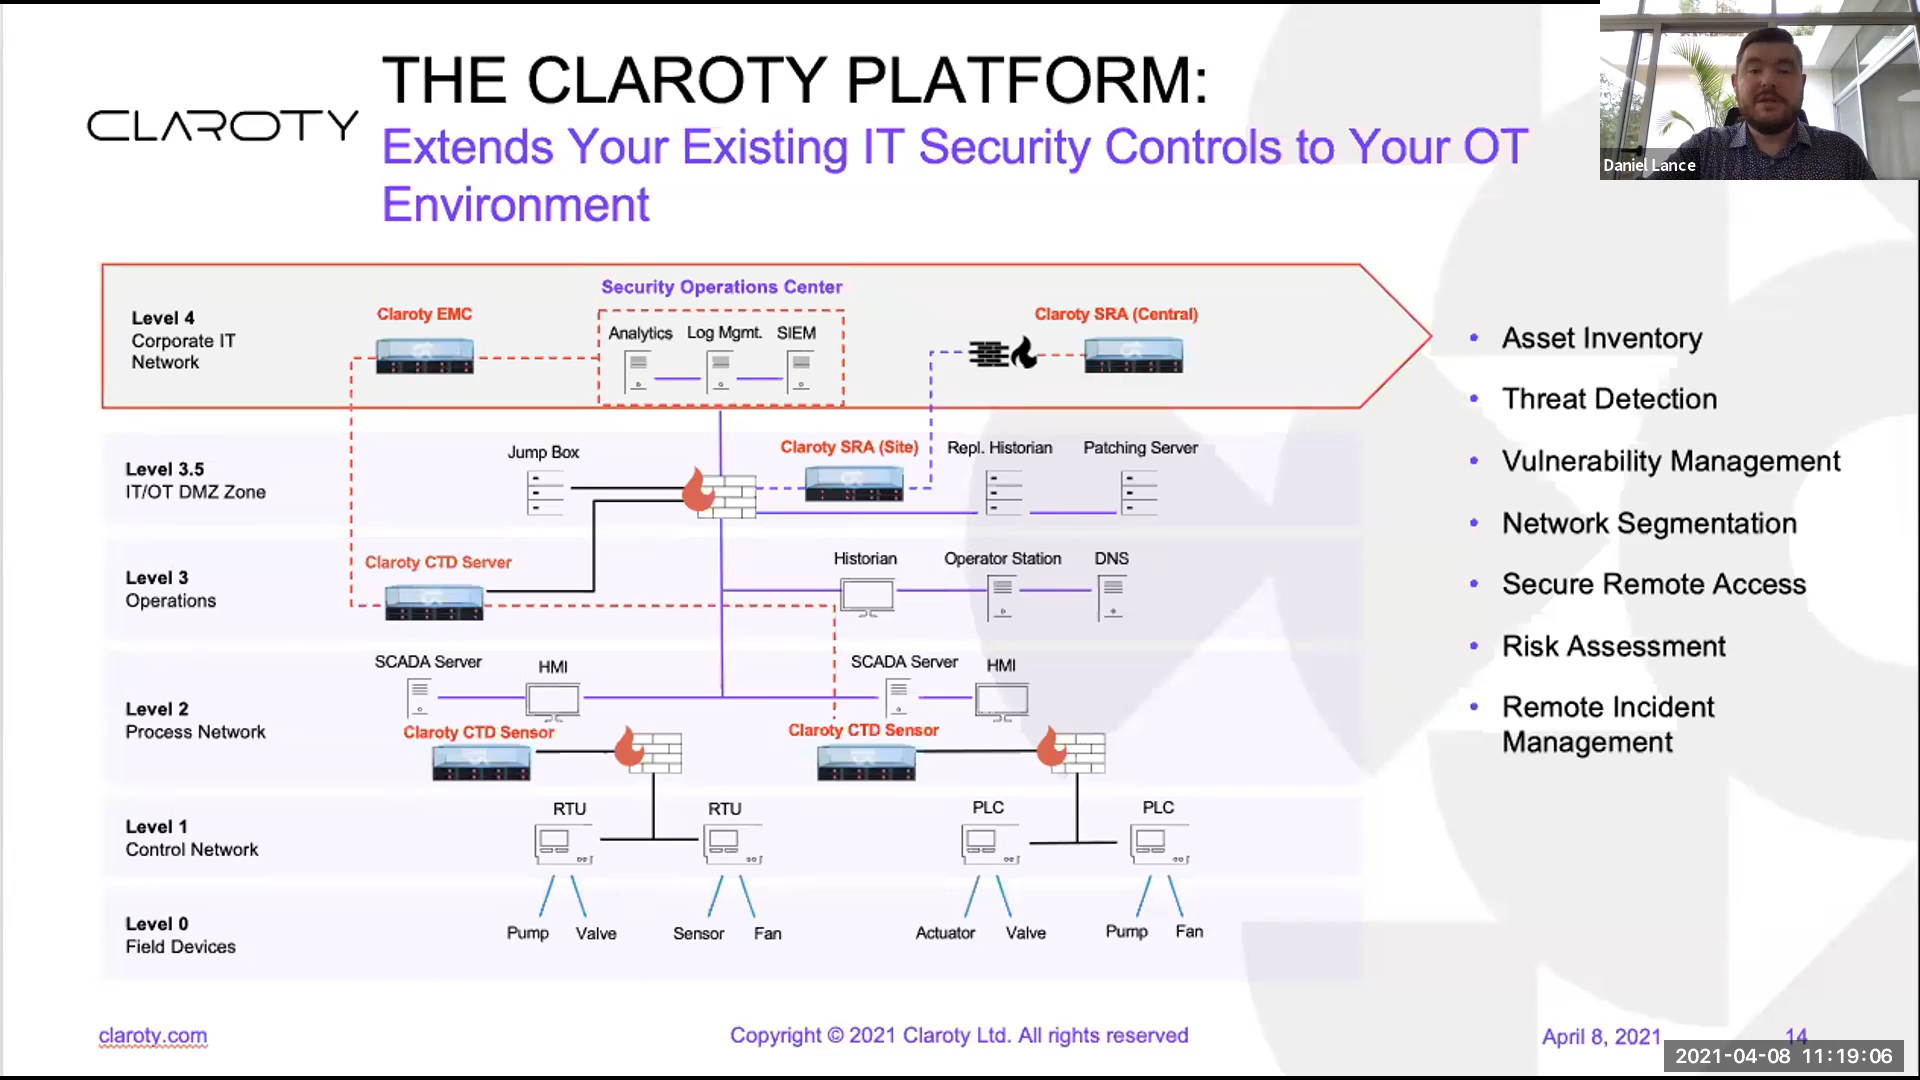 CLAROTY
THE CLAROTY PLATFORM:
Extends Your Existing IT Security Controls to Your OT
Environment
Daniel Lance
Security Operations Center
Level 4
Corporate IT
Network
Claroty EMC
Analytics
Log Mgmt.
SIEM
Claroty SRA (Central)
Level 3.5
IT/OT DMZ Zone
Jump Box
Claroty SRA (Site)
Repl. Historian
Patching Server
Level 3
Operations
Claroty CTD Server
Historian
Operator Station
DNS
Level 2
Process Network
SCADA Server
HMI
SCADA Server
HMI
Claroty CTD Sensor
Claroty CTD Sensor
Level 1
Control Network
RTU
RTU
PLC
PLC
Level 0
Field Devices
Pump
Valve
Sensor
Fan
Actuator
Valve
Pump
Fan
• Asset Inventory
• Threat Detection
• Vulnerability Management
• Network Segmentation
• Secure Remote Access
• Risk Assessment
• Remote Incident
Management
claroty.com
Copyright © 2021 Claroty Ltd. All rights reserved
April 8, 2021
14
2021-04-08 11:19:06